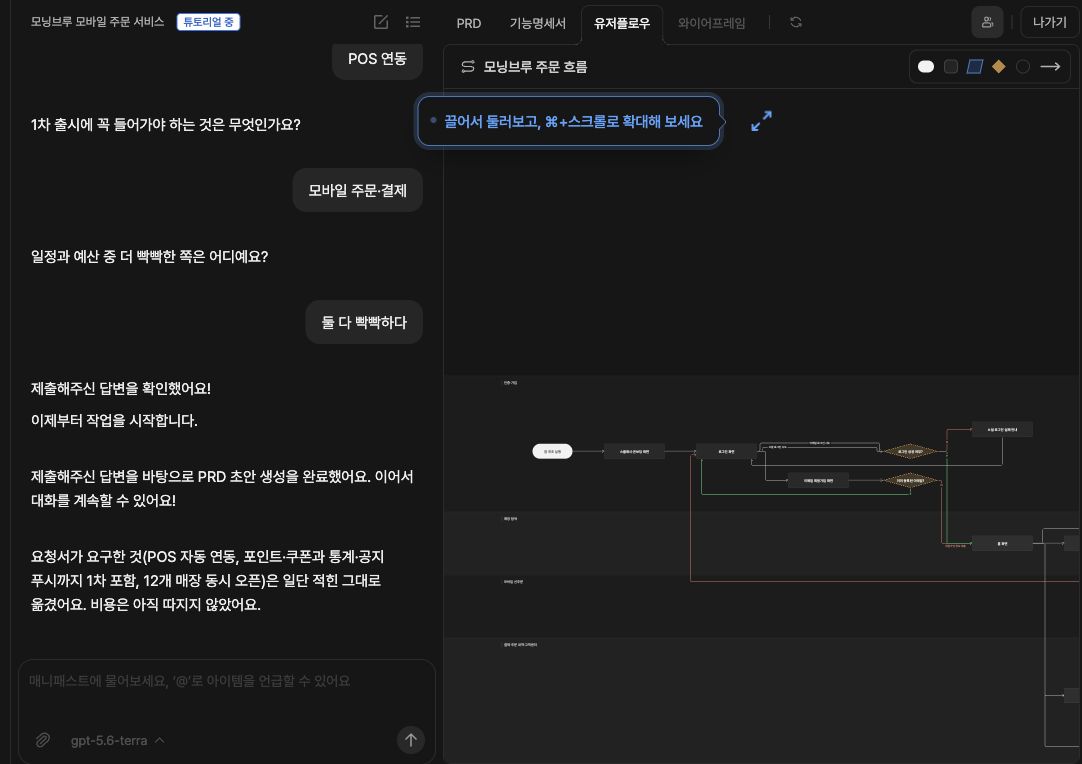 모닝브루 모바일 주문 서비스
튜토리얼 중
PRD
기능명세서
유저플로우
와이어프레임
나가기
POS 연동
1차 출시에 꼭 들어가야 하는 것은 무엇인가요?
모바일 주문·결제
일정과 예산 중 더 빡빡한 쪽은 어디예요?
둘 다 빡빡하다
제출해주신 답변을 확인했어요!
이제부터 작업을 시작합니다.
제출해주신 답변을 바탕으로 PRD 초안 생성을 완료했어요. 이어서
대화를 계속할 수 있어요!
요청서가 요구한 것(POS 자동 연동, 포인트·쿠폰과 통계·공지
푸시까지 1차 포함, 12개 매장 동시 오픈)은 일단 적힌 그대로
옮겼어요. 비용은 아직 따지지 않았어요.
매니패스트에 물어보세요, ‘@’로 아이템을 언급할 수 있어요
gpt-5.6-terra
모닝브루 주문 흐름
끌어서 둘러보고, ⌘+스크롤로 확대해 보세요
로그인 화면
홈 화면